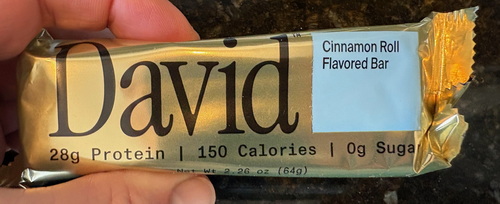 David
Cinnamon Roll
Flavored Bar
28g Protein | 150 Calories | 0g Suga
Net Wt 2.26 oz (64g)